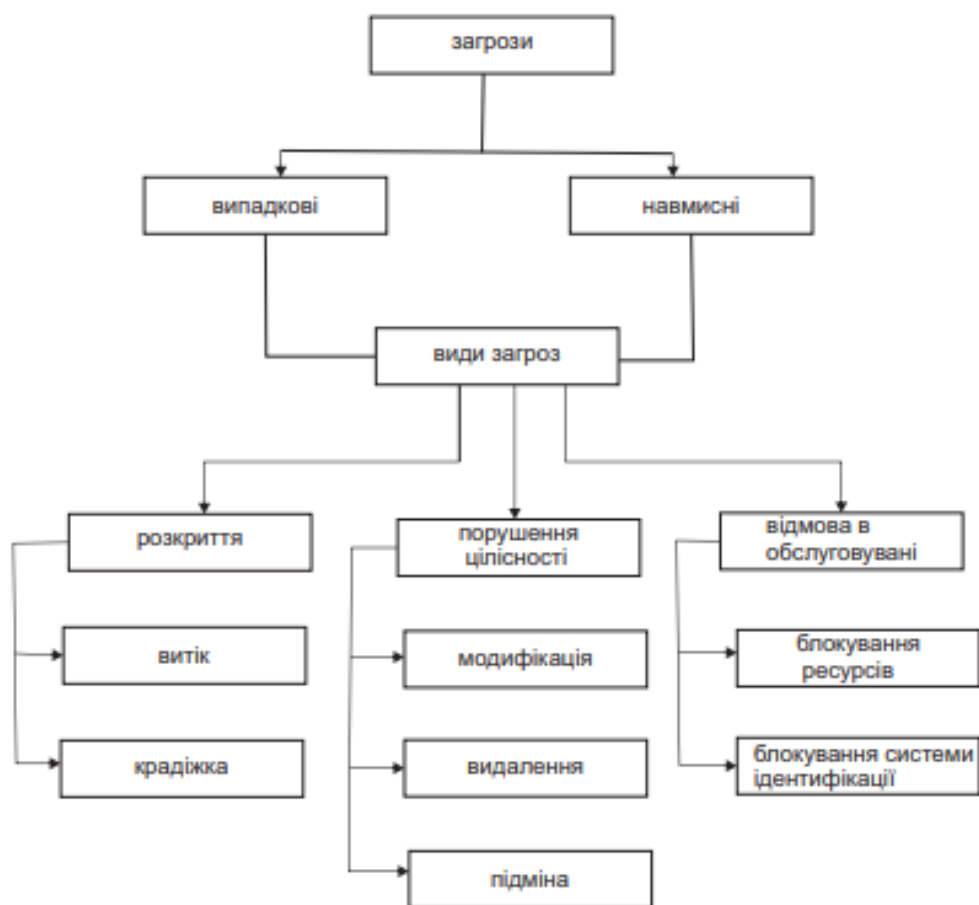 загрози
випадкові
навмисні
види загроз
розкриття
порушення
цілісності
відмова в
обслуговувані
витік
модифікація
блокування
ресурсів
крадіжка
видалення
блокування системи
ідентифікації
підміна